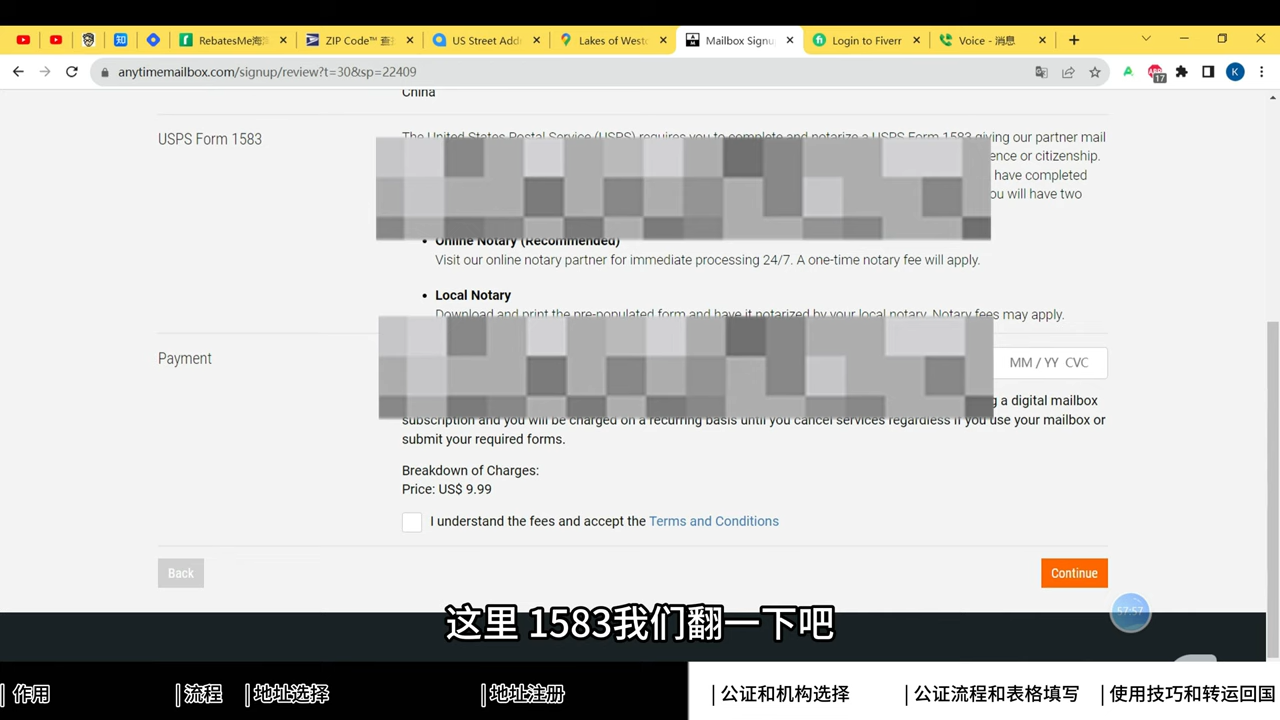 RebatesMe海
ZIP Code™ 查
US Street Add
Lakes of West
Mailbox Signu
Login to Fiverr
Voice - 消息
anytimemailbox.com/signup/review?t=30&sp=22409
17
K
China
USPS Form 1583
The United States Postal Service (USPS) requires you to complete and notarize a USPS Form 1583 giving our partner mail
ence or citizenship.
have completed
ou will have two
Online Notary (Recommended)
Visit our online notary partner for immediate processing 24/7. A one-time notary fee will apply.
Local Notary
Download and print the pre-populated form and have it notarized by your local notary. Notary fees may apply.
Payment
MM / YY CVC
g a digital mailbox
subscription and you will be charged on a recurring basis until you cancel services regardless if you use your mailbox or
submit your required forms.
Breakdown of Charges:
Price: US$ 9.99
I understand the fees and accept the Terms and Conditions
Back
Continue
57:57
这里 1583我们翻一下吧
| 作用 | 流程 | 地址选择 | 地址注册 | 公证和机构选择 | 公证流程和表格填写 | 使用技巧和转运回国